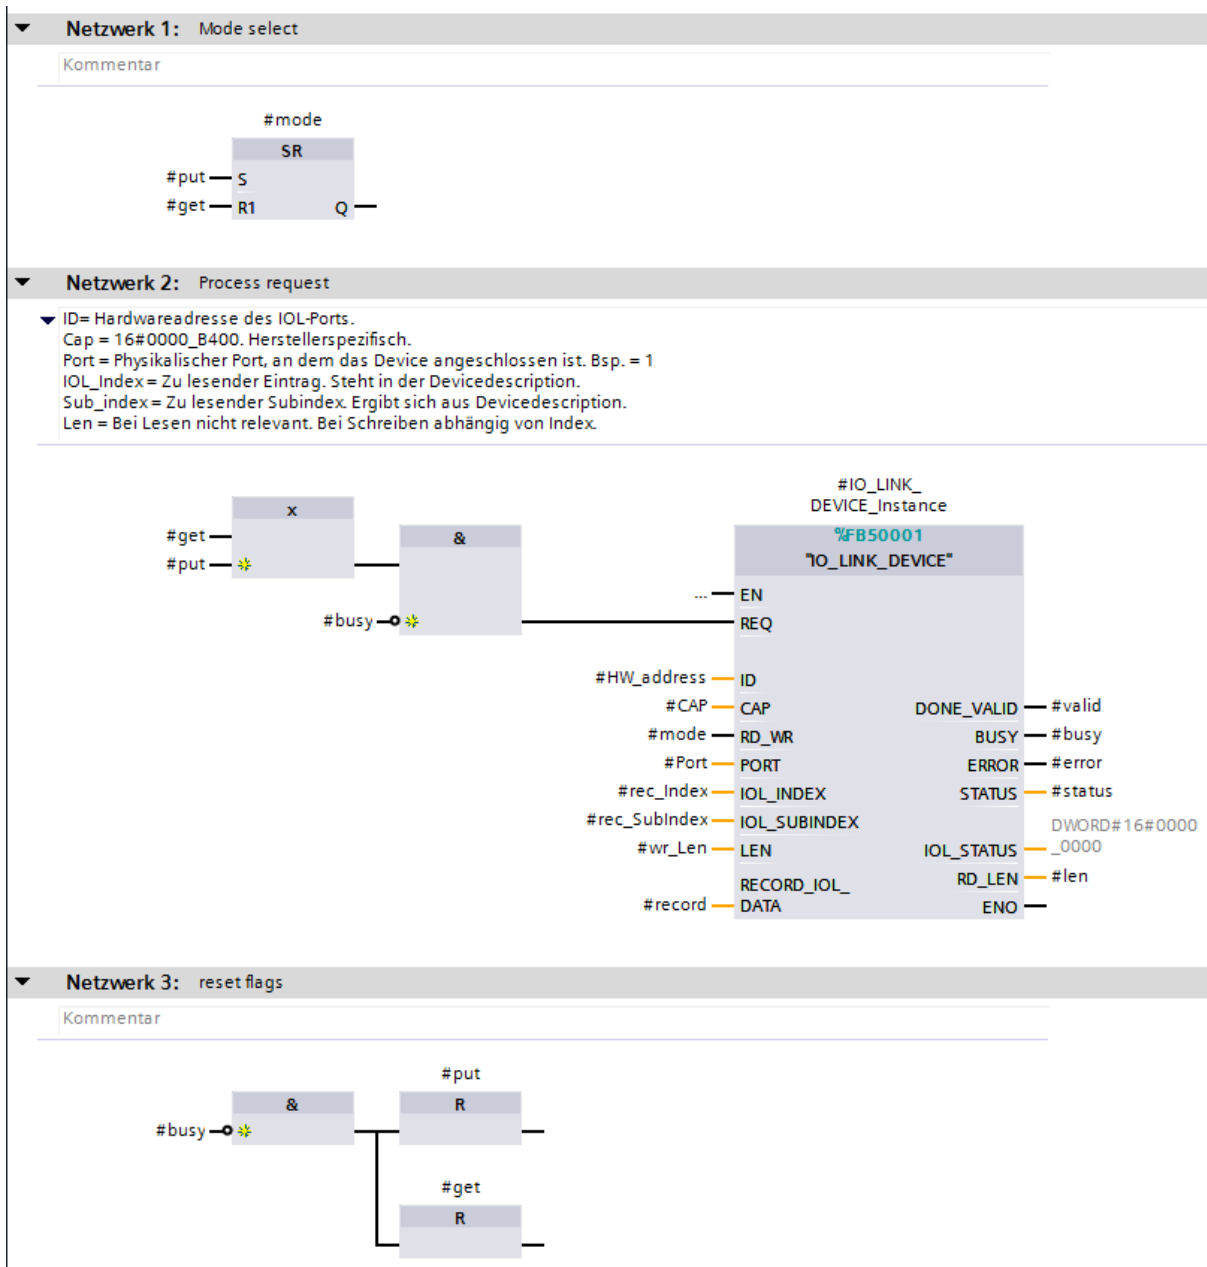 Netzwerk 1: Mode select
Kommentar
#mode
SR
#put S
#get R1 Q
Netzwerk 2: Process request
ID= Hardwareadresse des IOL-Ports.
Cap = 16#0000_B400. Herstellerspezifisch.
Port = Physikalischer Port, an dem das Device angeschlossen ist. Bsp. = 1
IOL_Index = Zu lesender Eintrag. Steht in der Devicedescription.
Sub_index = Zu lesender Subindex. Ergibt sich aus Devicedescription.
Len = Bei Lesen nicht relevant. Bei Schreiben abhängig von Index.
#IO_LINK_
DEVICE_Instance
x
#get
#put
&
#busy
%FB50001
"IO_LINK_DEVICE"
... EN
REQ
#HW_address ID
#CAP CAP DONE_VALID #valid
#mode RD_WR BUSY #busy
#Port PORT ERROR #error
#rec_Index IOL_INDEX STATUS #status
#rec_SubIndex IOL_SUBINDEX
DWORD#16#0000
_0000
#wr_Len LEN IOL_STATUS
RD_LEN #len
RECORD_IOL_
#record DATA ENO
Netzwerk 3: reset flags
Kommentar
#put
& R
#busy
#get
R